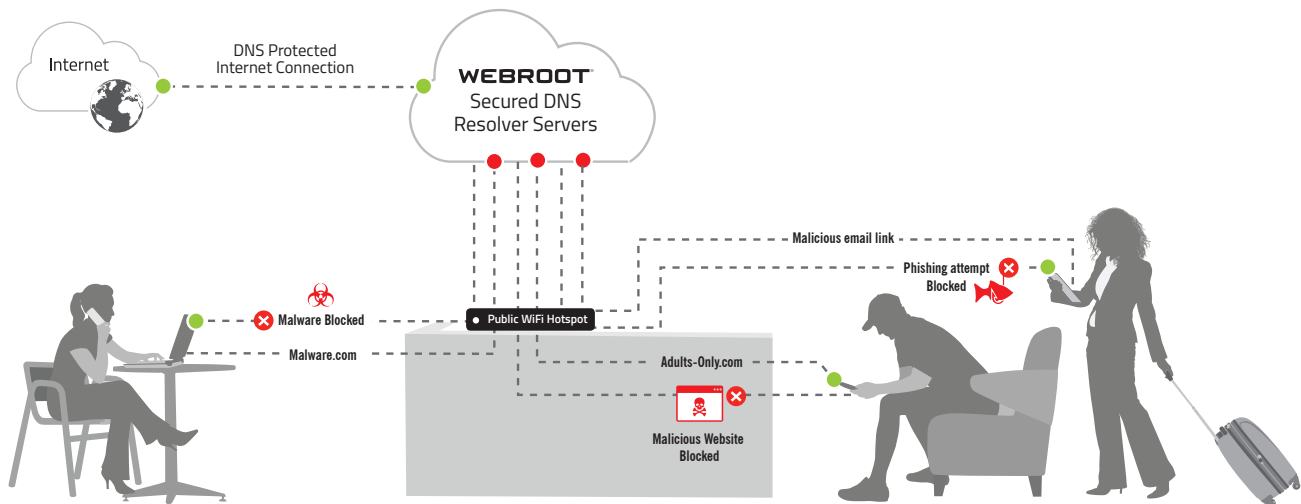 Internet
DNS Protected
Internet Connection
WEBROOT
Secured DNS
Resolver Servers
Malicious email link
Phishing attempt
Blocked
Malware Blocked
Public WiFi Hotspot
Malware.com
Adults-Only.com
Malicious Website
Blocked